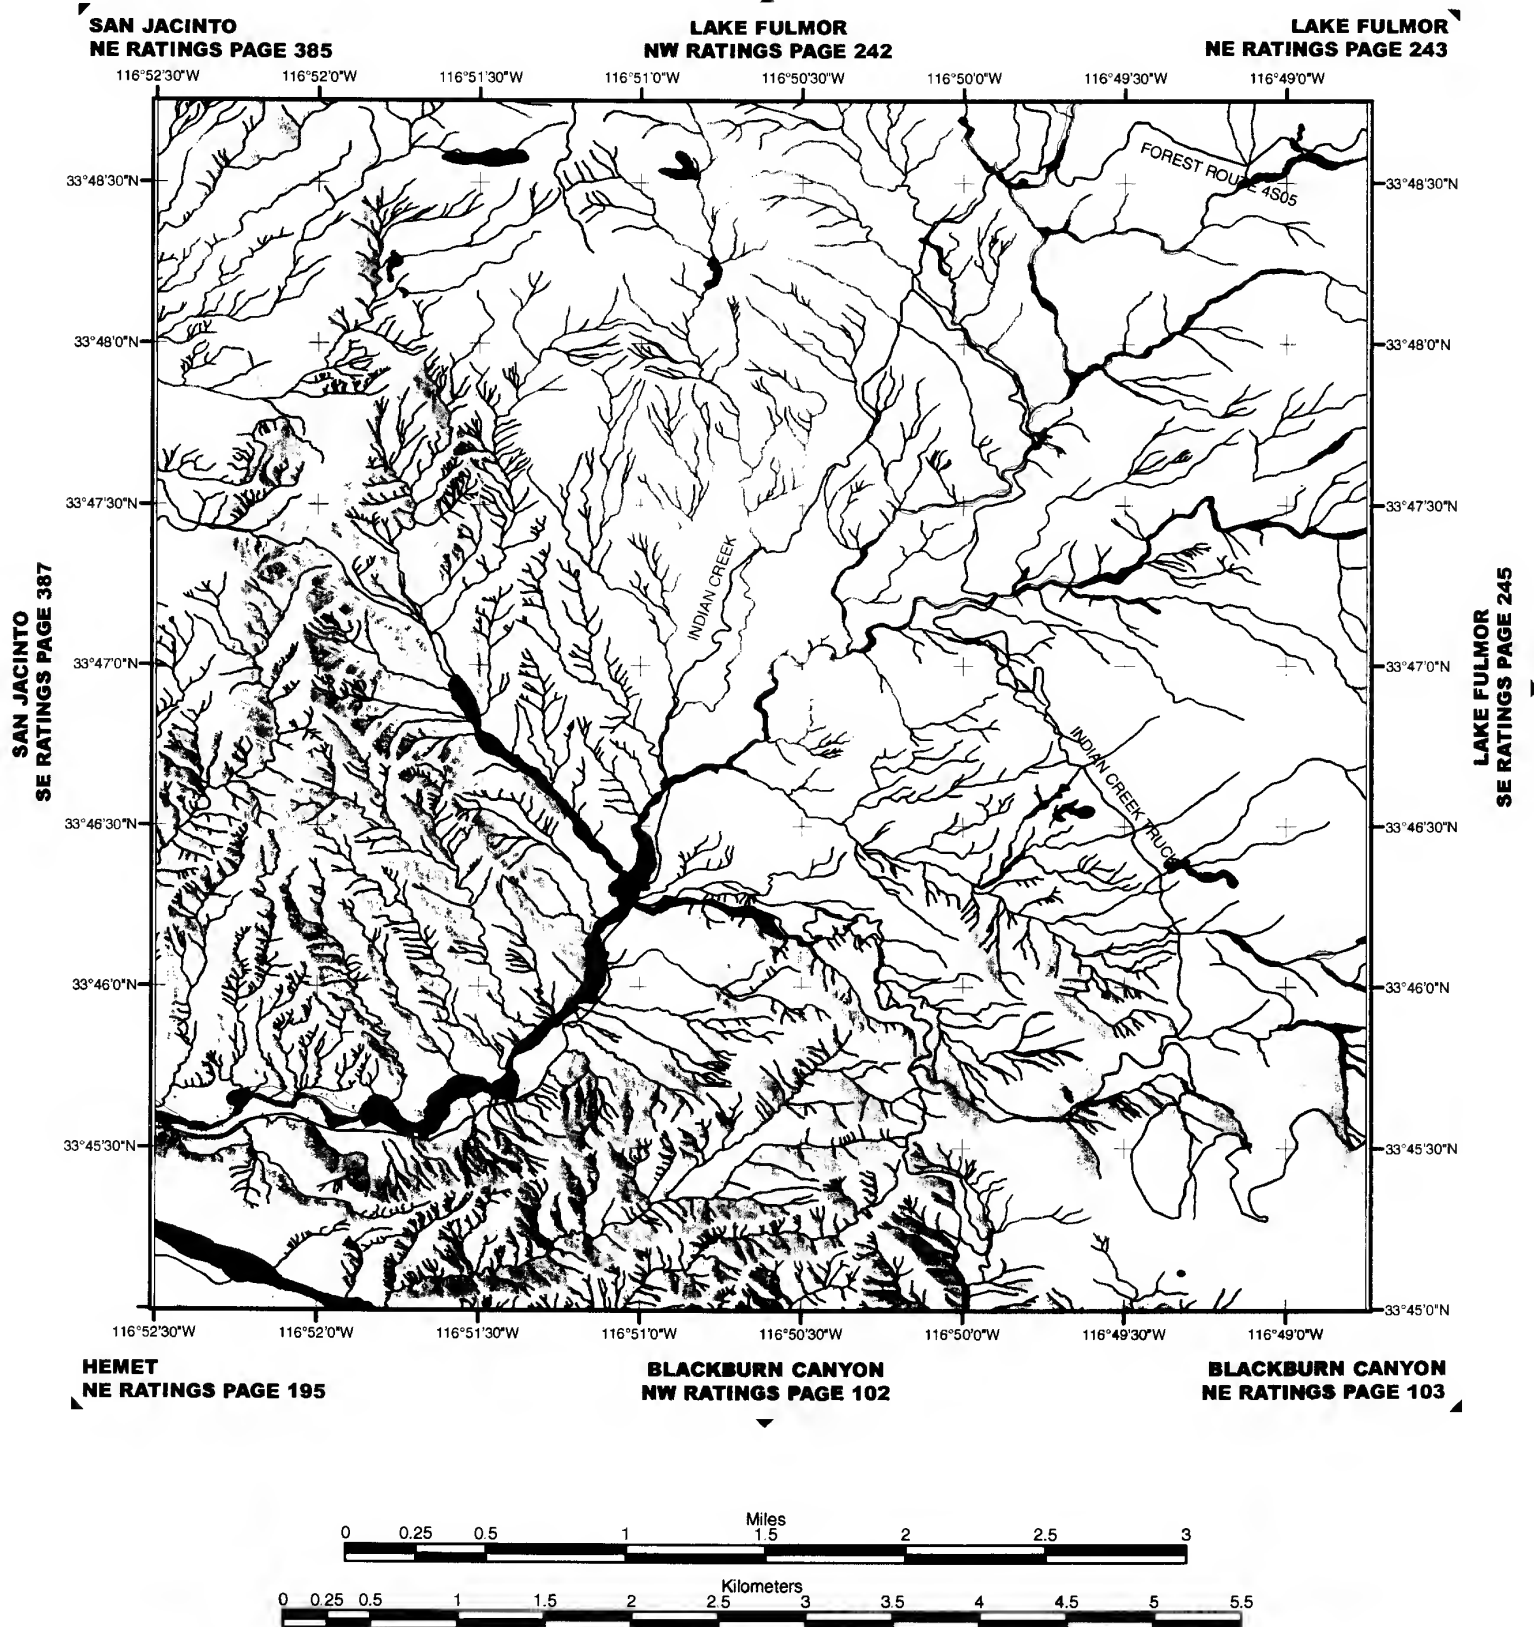 SAN JACINTO
NE RATINGS PAGE 385
LAKE FULMOR
NW RATINGS PAGE 242
LAKE FULMOR
NE RATINGS PAGE 243
116°52'30"W 116°52'0"W 116°51'30"W 116°51'0"W 116°50'30"W 116°50'0"W 116°49'30"W 116°49'0"W
FOREST ROUTE 4S05
33°48'30"N 33°48'30"N
33°48'0"N 33°48'0"N
33°47'30"N 33°47'30"N
INDIAN CREEK
SAN JACINTO
SE RATINGS PAGE 387
LAKE FULMOR
SE RATINGS PAGE 245
33°47'0"N 33°47'0"N
INDIAN CREEK TRUCK
33°46'30"N 33°46'30"N
33°46'0"N 33°46'0"N
33°45'30"N 33°45'30"N
33°45'0"N
116°52'30"W 116°52'0"W 116°51'30"W 116°51'0"W 116°50'30"W 116°50'0"W 116°49'30"W 116°49'0"W
HEMET
NE RATINGS PAGE 195
BLACKBURN CANYON
NW RATINGS PAGE 102
BLACKBURN CANYON
NE RATINGS PAGE 103
Miles
0 0.25 0.5 1 1.5 2 2.5 3
Kilometers
0 0.25 0.5 1 1.5 2 2.5 3 3.5 4 4.5 5 5.5